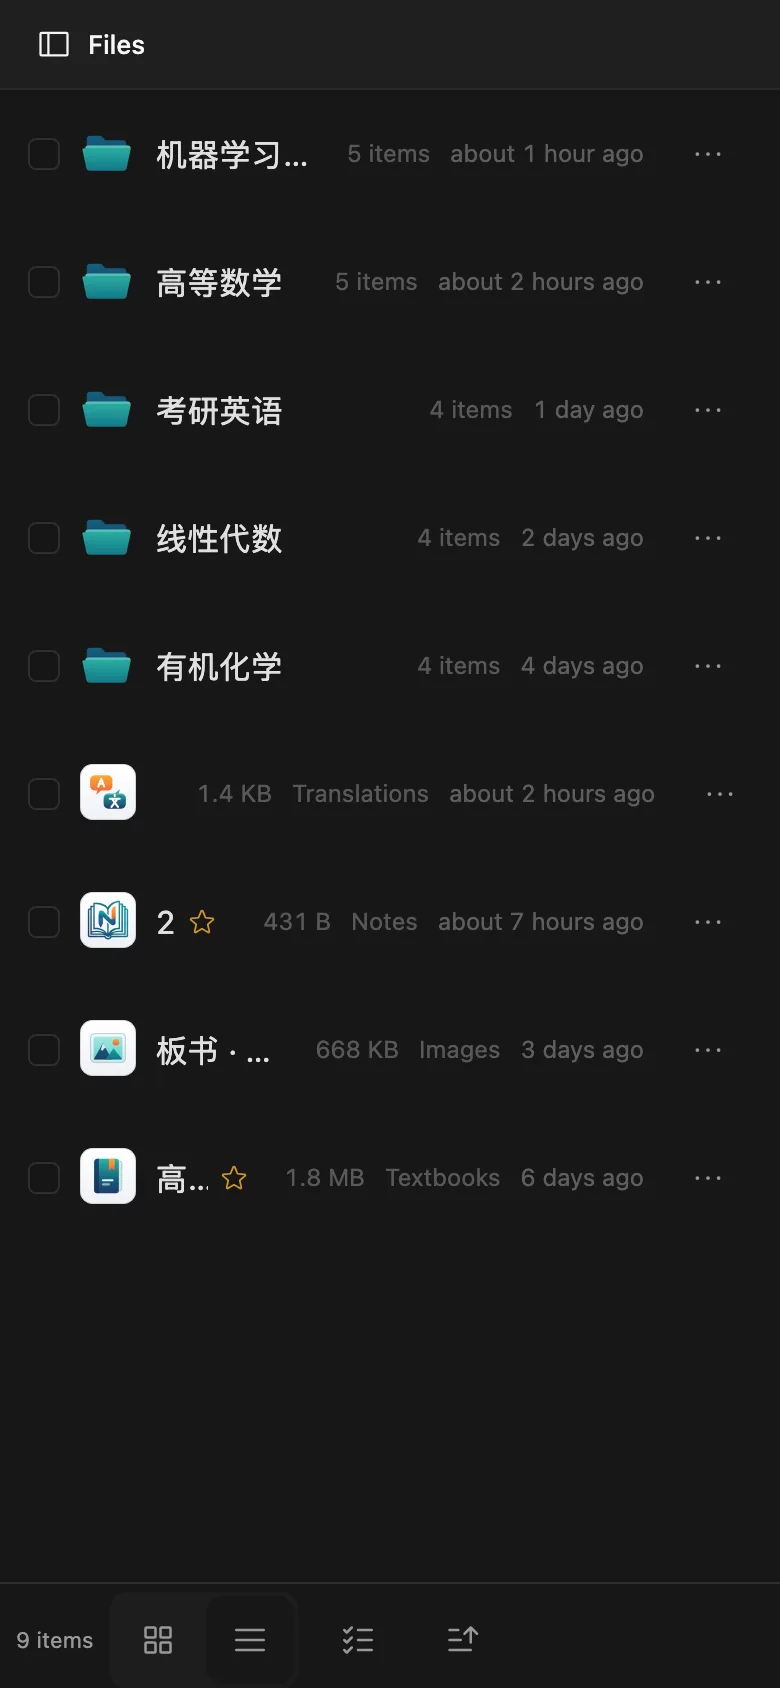 Files
机器学习... 5 items about 1 hour ago
高等数学 5 items about 2 hours ago
考研英语 4 items 1 day ago
线性代数 4 items 2 days ago
有机化学 4 items 4 days ago
A 文 1.4 KB Translations about 2 hours ago
N 2 431 B Notes about 7 hours ago
板书 · ... 668 KB Images 3 days ago
高... 1.8 MB Textbooks 6 days ago
9 items